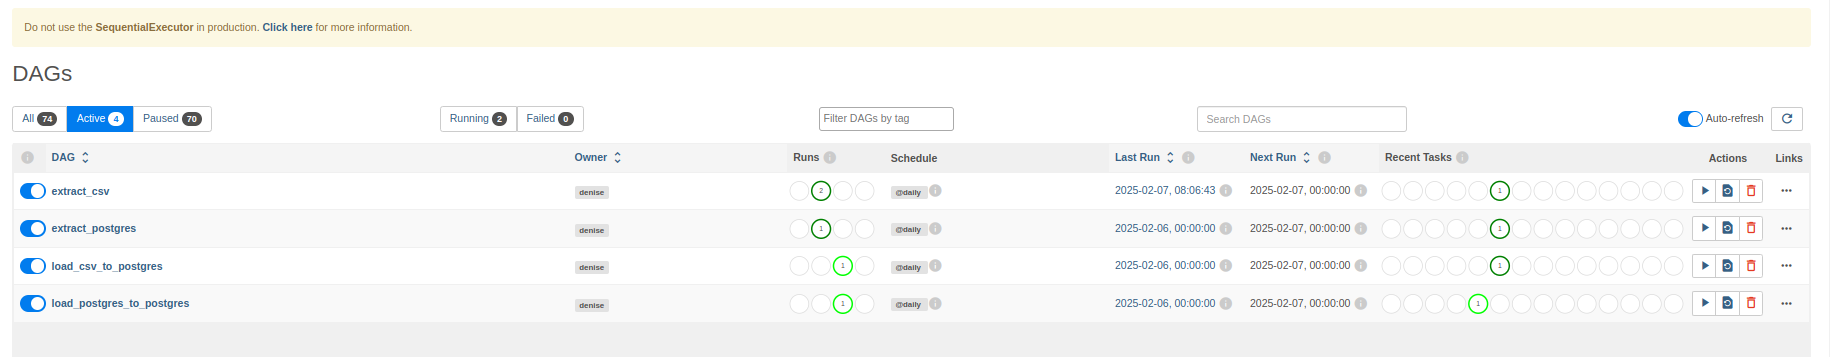 Do not use the SequentialExecutor in production. Click here for more information.
DAGs
All 74 Active 4 Paused 70 Running 2 Failed 0 Filter DAGs by tag Search DAGs Auto-refresh
DAG Owner Runs Schedule Last Run Next Run Recent Tasks Actions Links
extract_csv denise 2 @daily 2025-02-07, 08:06:43 2025-02-07, 00:00:00 1
extract_postgres denise 1 @daily 2025-02-06, 00:00:00 2025-02-07, 00:00:00 1
load_csv_to_postgres denise 1 @daily 2025-02-06, 00:00:00 2025-02-07, 00:00:00 1
load_postgres_to_postgres denise 1 @daily 2025-02-06, 00:00:00 2025-02-07, 00:00:00 1